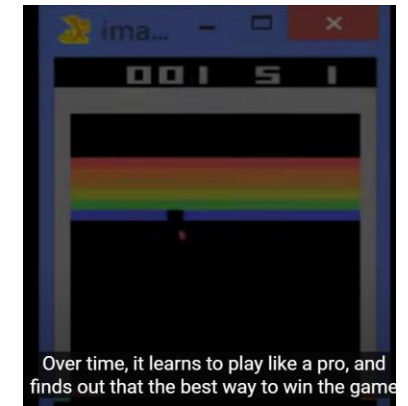 ima...
001 5 1
Over time, it learns to play like a pro, and
finds out that the best way to win the game